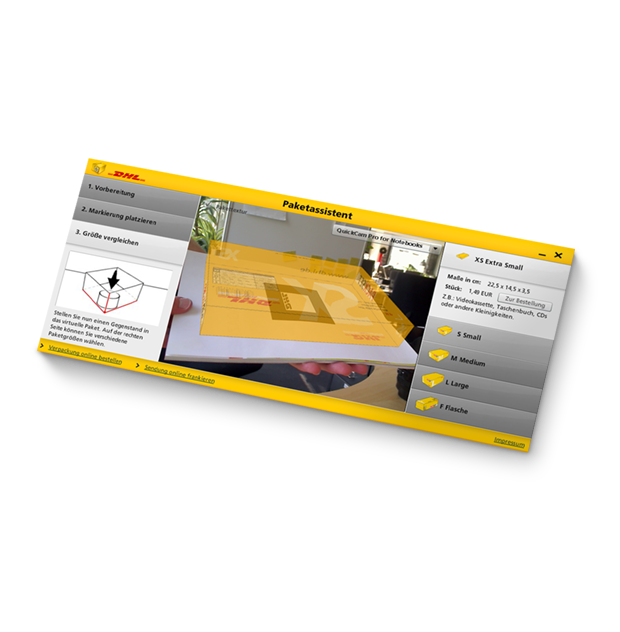 DHL
Paketassistent
1. Vorbereitung
2. Markierung platzieren
3. Größe vergleichen
Stellen Sie nun einen Gegenstand in
das virtuelle Paket. Auf der rechten
Seite können Sie verschiedene
Paketgrößen wählen.
QuickCam Pro for Notebooks
XS
DHL
XS Extra Small
Maße in cm: 22,5 x 14,5 x 3,5
Stück: 1,49 EUR
Zur Bestellung
Z.B.: Videokassette, Taschenbuch, CDs
oder andere Kleinigkeiten.
S Small
M Medium
L Large
F Flasche
Verpackung online bestellen
Sendung online frankieren
Impressum